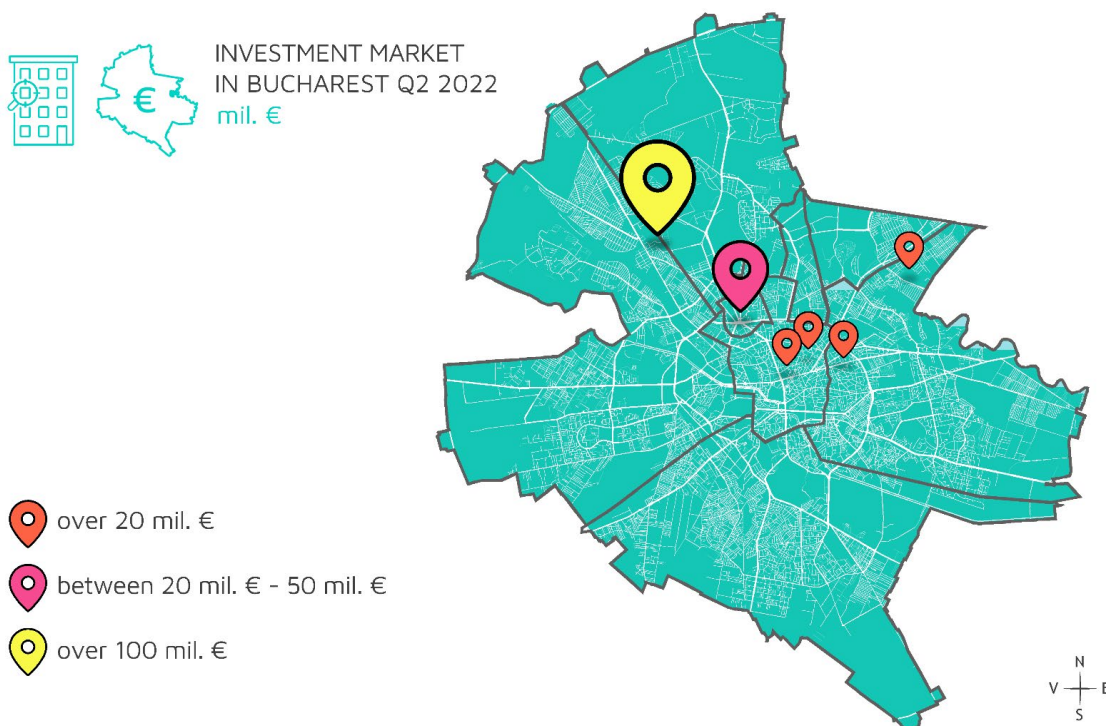 INVESTMENT MARKET
IN BUCHAREST Q2 2022
mil. €
€
over 20 mil. €
between 20 mil. € - 50 mil. €
over 100 mil. €
N
V E
S